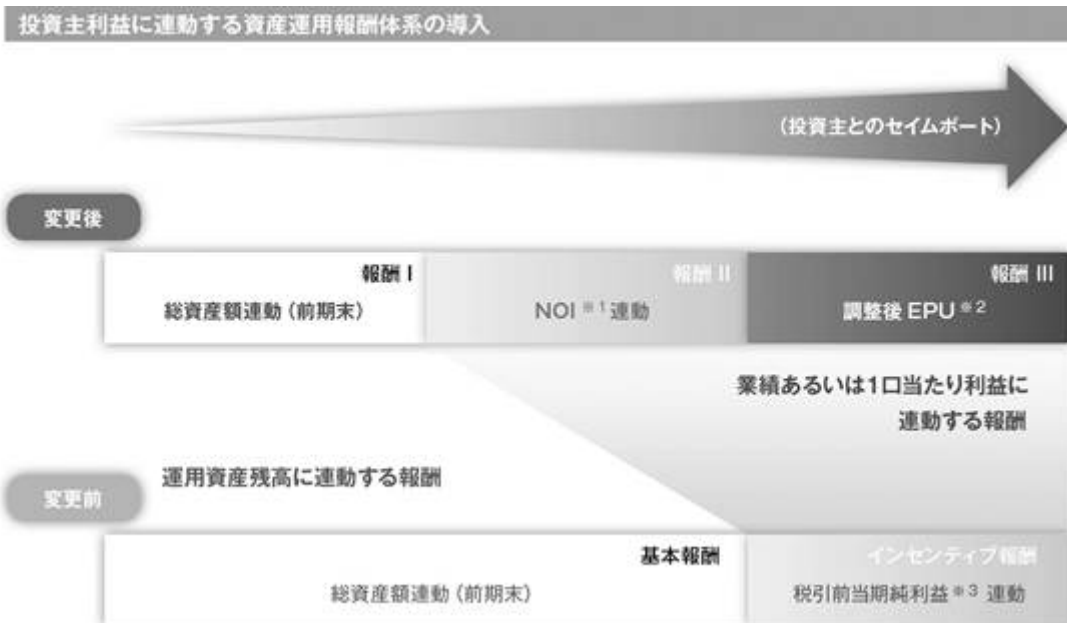 投資主利益に連動する資産運用報酬体系の導入
(投資主とのセイムボート)
変更後
報酬 I
総資産額連動(前期末)
報酬 II
NOI※1連動
報酬 III
調整後 EPU※2
業績あるいは1口当たり利益に
連動する報酬
運用資産残高に連動する報酬
変更前
基本報酬
総資産額連動(前期末)
インセンティブ報酬
税引前当期純利益※3 連動